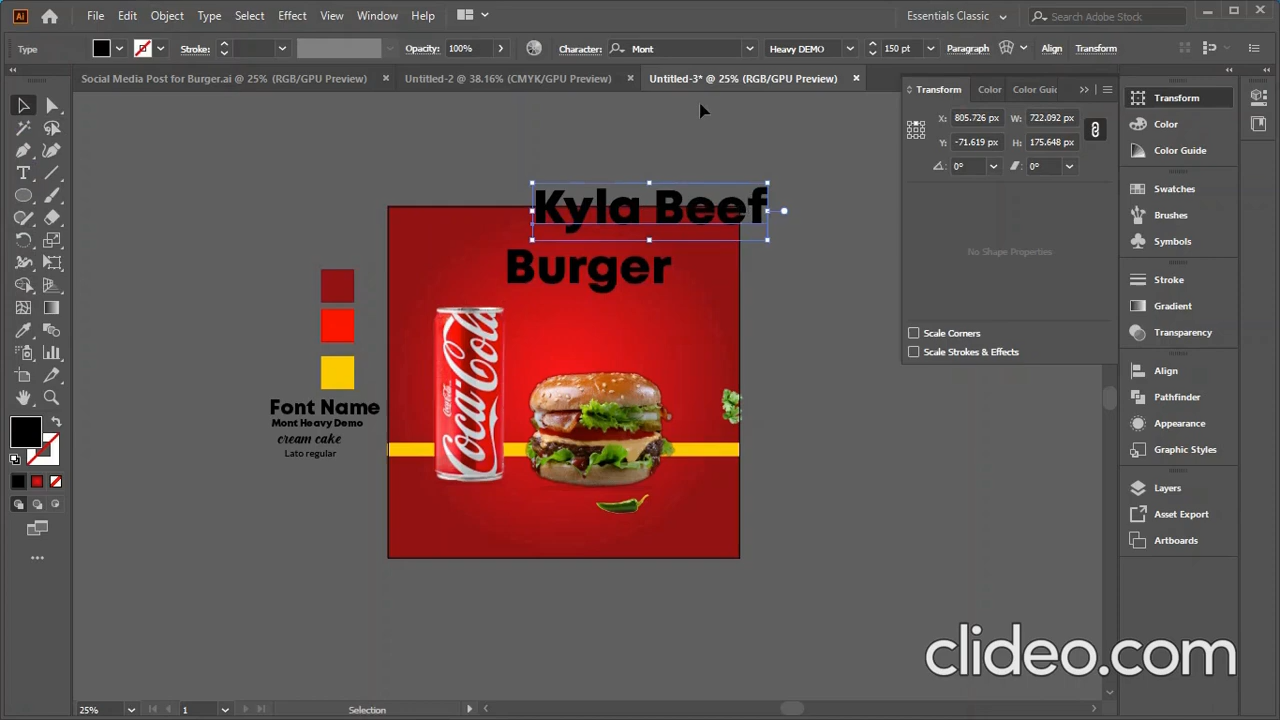 Ai File Edit Object Type Select Effect View Window Help Essentials Classic Search Adobe Stock
Type Stroke: Opacity: 100% Character: Mont Heavy DEMO 150 pt Paragraph Align Transform
Social Media Post for Burger.ai @ 25% (RGB/GPU Preview) × Untitled-2 @ 38.16% (CMYK/GPU Preview) × Untitled-3* @ 25% (RGB/GPU Preview) ×
Transform Color Color Guic
X: 805.726 px W: 722.092 px
Y: -71.619 px H: 175.648 px
0° 0°
No Shape Properties
Scale Corners
Scale Strokes & Effects
Transform
Color
Color Guide
Swatches
Brushes
Symbols
Stroke
Gradient
Transparency
Align
Pathfinder
Appearance
Graphic Styles
Layers
Asset Export
Artboards
Kyla Beef
Burger
Coca-Cola
Font Name
Mont Heavy Demo
cream cake
Lato regular
clideo.com
25% 1 Selection